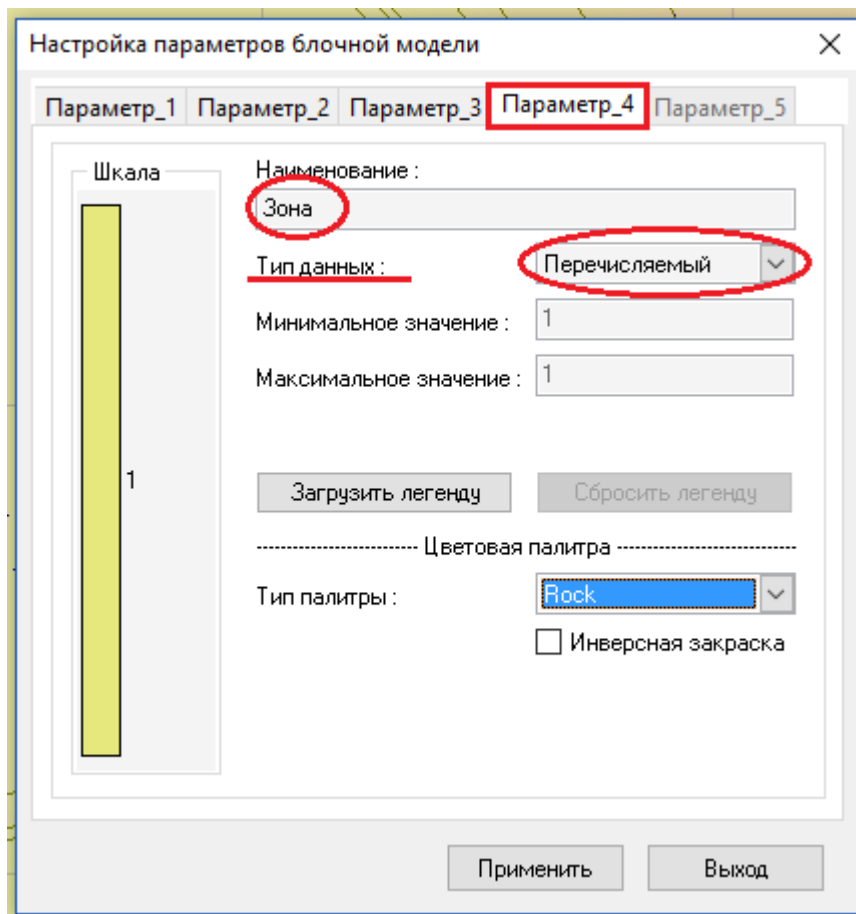 Настройка параметров блочной модели
Параметр_1 Параметр_2 Параметр_3 Параметр_4 Параметр_5
Шкала
1
Наименование :
Зона
Тип данных : Перечисляемый
Минимальное значение : 1
Максимальное значение : 1
Загрузить легенду Сбросить легенду
Цветовая палитра
Тип палитры : Rock
Инверсная закраска
Применить Выход